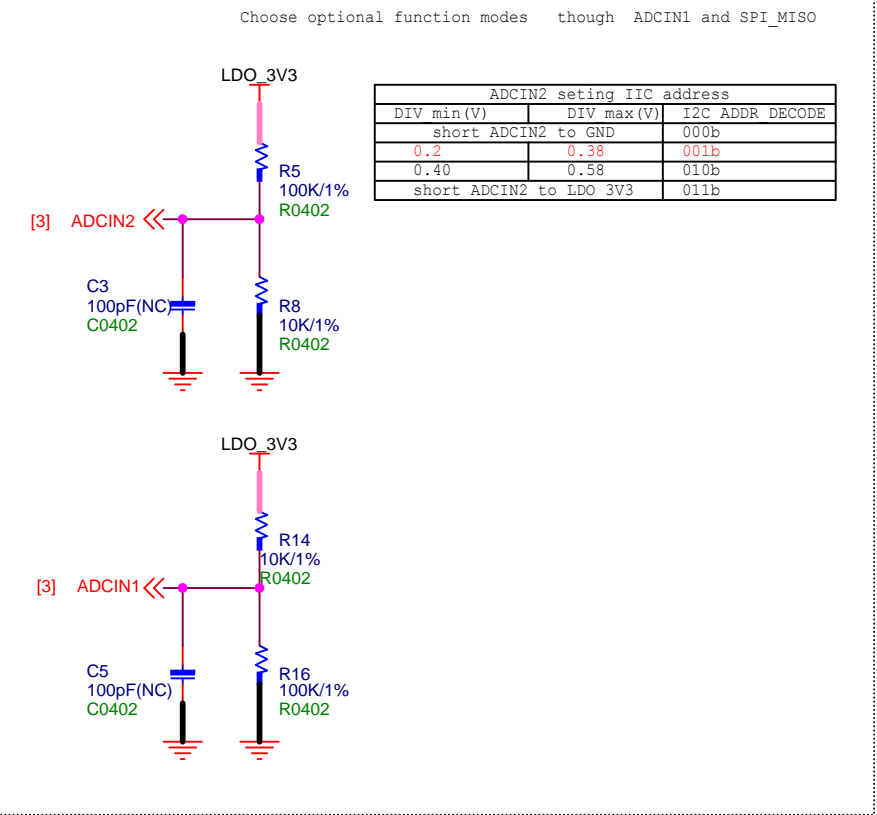 Choose optional function modes though ADCIN1 and SPI_MISO
LDO_3V3
ADCIN2 seting IIC address
DIV min(V) DIV max(V) I2C ADDR DECODE
short ADCIN2 to GND 000b
0.2 0.38 001b
0.40 0.58 010b
short ADCIN2 to LDO 3V3 011b
R5
100K/1%
R0402
[3] ADCIN2
C3
100pF(NC)
C0402
R8
10K/1%
R0402
LDO_3V3
R14
10K/1%
R0402
[3] ADCIN1
C5
100pF(NC)
C0402
R16
100K/1%
R0402